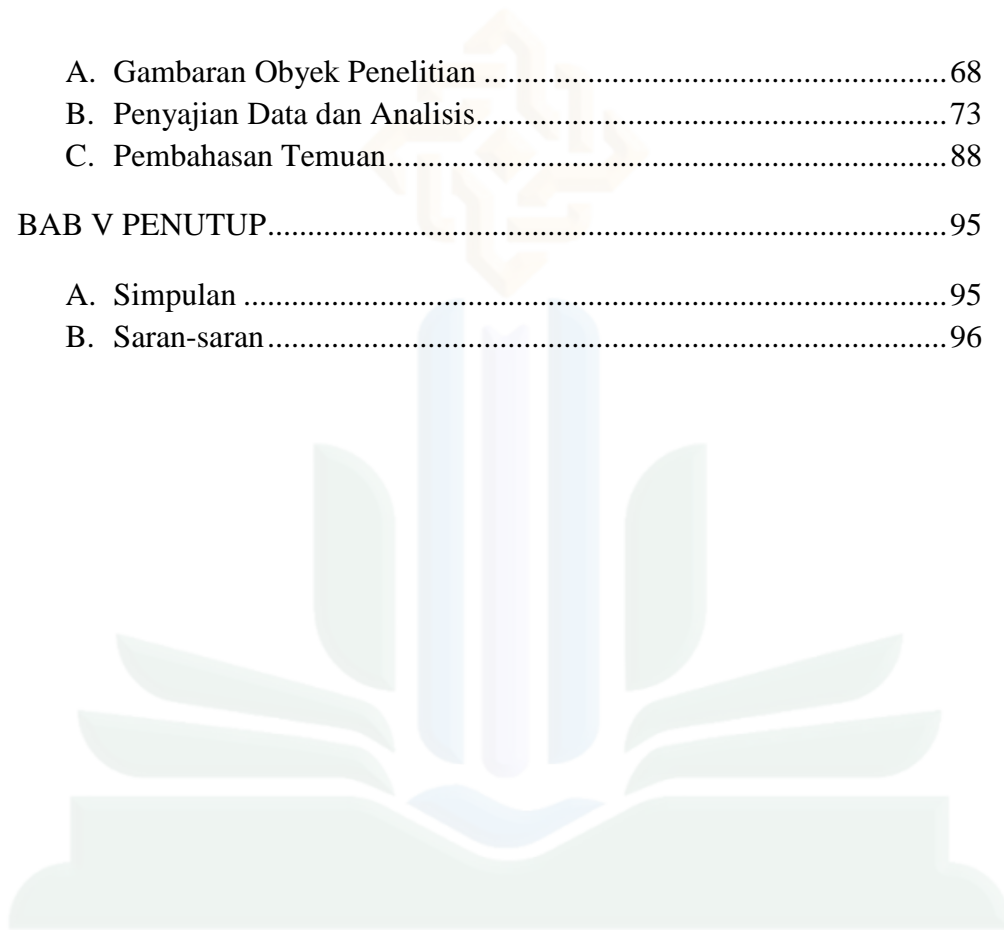 A. Gambaran Obyek Penelitian ............................................................ 68
B. Penyajian Data dan Analisis............................................................ 73
C. Pembahasan Temuan....................................................................... 88
BAB V PENUTUP....................................................................................... 95
A. Simpulan ......................................................................................... 95
B. Saran-saran ...................................................................................... 96